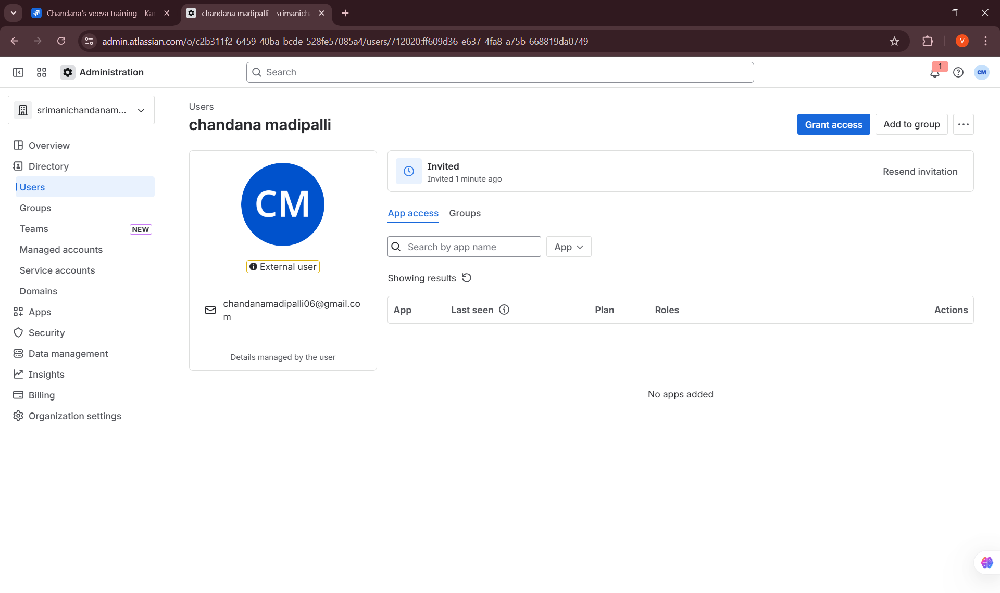 Chandana's veeva training - Ka
chandana madipalli - srimanich
admin.atlassian.com/o/c2b311f2-6459-40ba-bcde-528fe57085a4/users/712020:ff609d36-e637-4fa8-a75b-668819da0749
V
Administration
Search
1
CM
srimanichandanam...
Overview
Directory
Users
Groups
Teams NEW
Managed accounts
Service accounts
Domains
Apps
Security
Data management
Insights
Billing
Organization settings
Users
chandana madipalli
Grant access
Add to group
CM
External user
chandanamadipalli06@gmail.co
m
Details managed by the user
Invited
Invited 1 minute ago
Resend invitation
App access Groups
Search by app name
App
Showing results
App Last seen Plan Roles Actions
No apps added